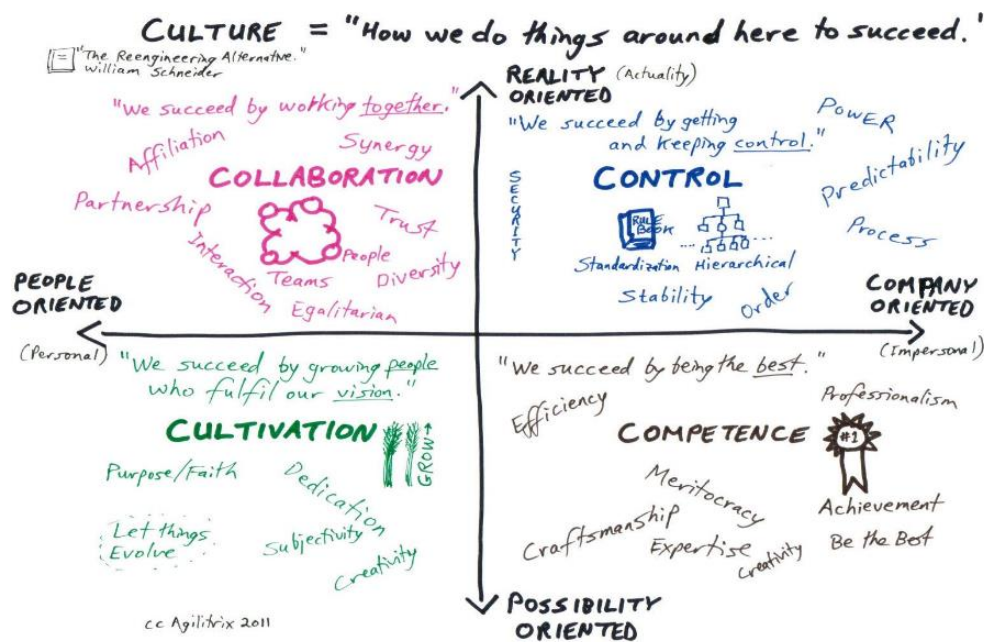 CULTURE = "How we do things around here to succeed."
"The Reengineering Alternatve."
William Schneider
REALITY (Actuality)
ORIENTED
"We succeed by working together."
Affiliation
Synergy
COLLABORATION
Partnership
Trust
People
Interaction
Teams
Diversity
Egalitarian
"We succeed by getting
and keeping control."
POWER
SECURITY
CONTROL
Predictability
RULE
BOOK
Process
Standardization
Hierarchical
Stability
Order
PEOPLE
ORIENTED
(Personal)
COMPANY
ORIENTED
(Impersonal)
"We succeed by growing people
who fulfil our vision."
CULTIVATION
GROW
Purpose/Faith
Dedication
Let things
Evolve
Subjectivity
Creativity
"We succeed by being the best."
Efficiency
Professionalism
COMPETENCE
#1
Meritocracy
Achievement
Craftsmanship
Expertise
Creativity
Be the Best
POSSIBILITY
ORIENTED
cc Agilitrix 2011